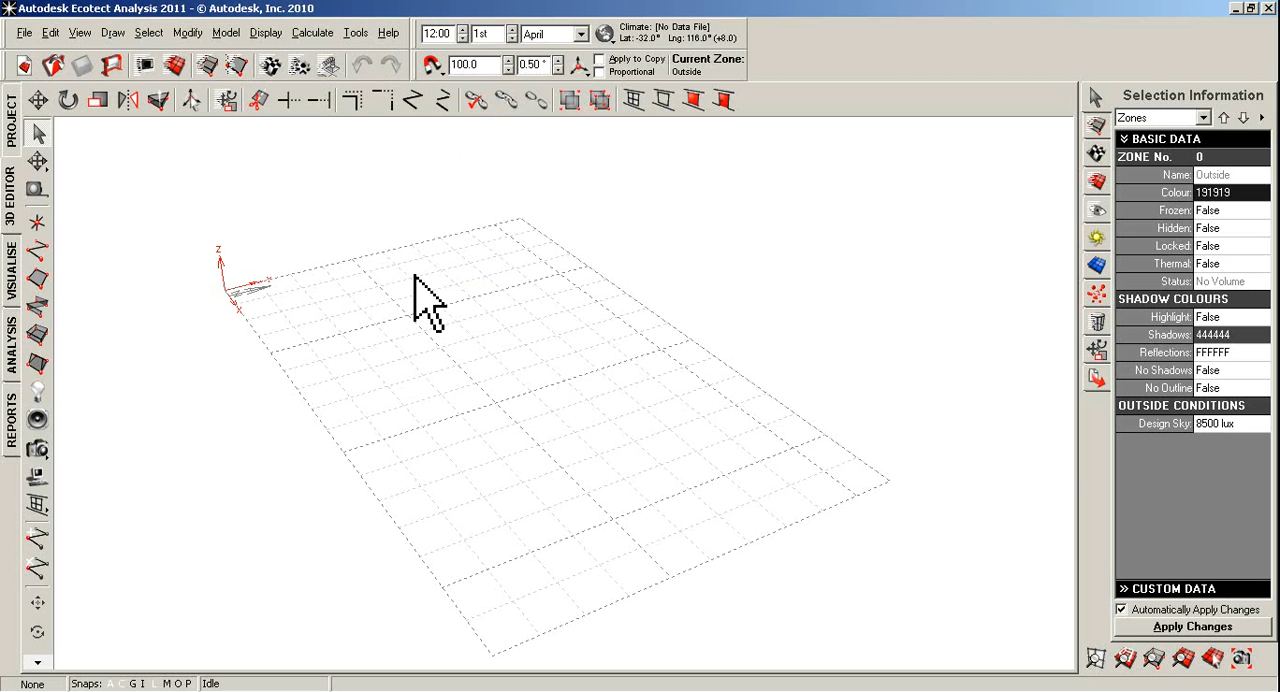 Autodesk Ecotect Analysis 2011 - © Autodesk, Inc. 2010
File Edit View Draw Select Modify Model Display Calculate Tools Help
12:00 1st April
Climate: [No Data File]
Lat: -32.0° Lng: 116.0° (+8.0)
100.0 0.50 °
Apply to Copy
Proportional
Current Zone:
Outside
PROJECT
3D EDITOR
VISUALISE
ANALYSIS
REPORTS
Z
X
Selection Information
Zones
BASIC DATA
ZONE No. 0
Name: Outside
Colour: 191919
Frozen: False
Hidden: False
Locked: False
Thermal: False
Status: No Volume
SHADOW COLOURS
Highlight: False
Shadows: 444444
Reflections: FFFFFF
No Shadows False
No Outline False
OUTSIDE CONDITIONS
Design Sky: 8500 lux
CUSTOM DATA
Automatically Apply Changes
Apply Changes
None Snaps: A C G I L M O P Idle